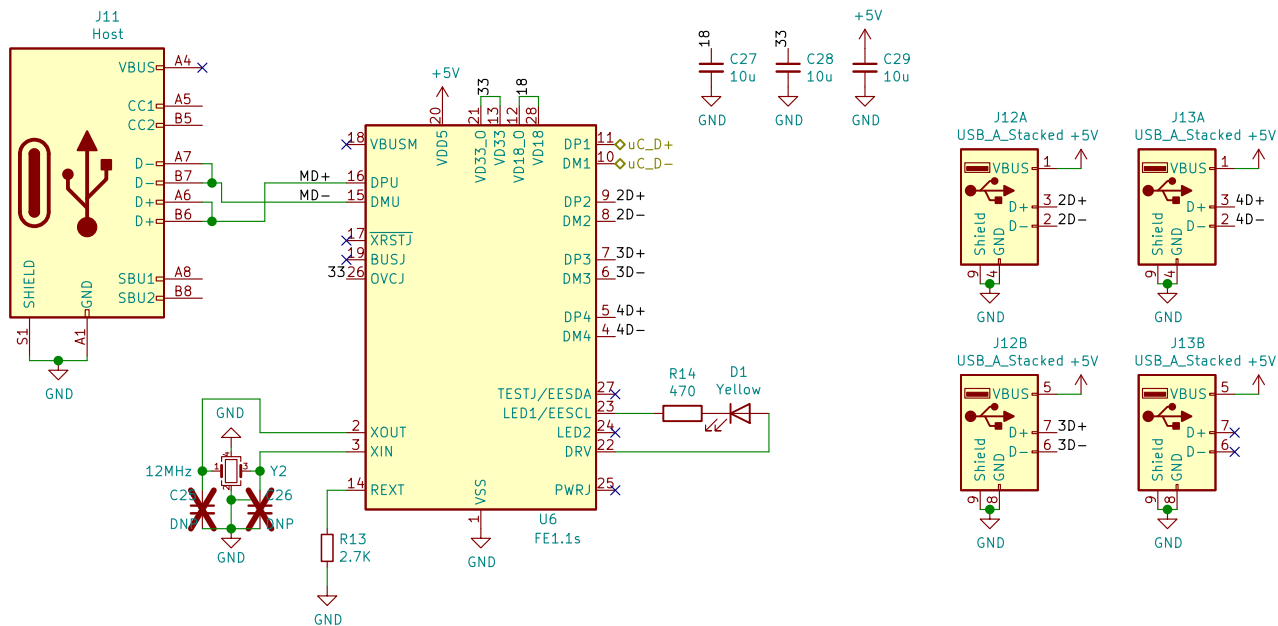 J11
Host
VBUS A4
CC1 A5
CC2 B5
D- A7
D- B7
D+ A6
D+ B6
SBU1 A8
SBU2 B8
SHIELD
GND
S1
A1
GND
MD+
MD-
+5V
20
21
33
13
12
18
28
VDD5
VD33_O
VD33
VD18_O
VD18
18 VBUSM
16 DPU
15 DMU
17 XRSTJ
19 BUSJ
33 26 OVCJ
2 XOUT
3 XIN
14 REXT
DP1 11 uC_D+
DM1 10 uC_D-
DP2 9 2D+
DM2 8 2D-
DP3 7 3D+
DM3 6 3D-
DP4 5 4D+
DM4 4 4D-
TESTJ/EESDA 27
LED1/EESCL 23
LED2 24
DRV 22
PWRJ 25
VSS
1
GND
U6
FE1.1s
GND
12MHz
1
3
Y2
C26
DNP
DNP
GND
R13
2.7K
GND
R14
470
D1
Yellow
18
C27
10u
GND
33
C28
10u
GND
+5V
C29
10u
GND
J12A
USB_A_Stacked +5V
VBUS 1
D+ 3 2D+
D- 2 2D-
Shield
GND
9
4
GND
J13A
USB_A_Stacked +5V
VBUS 1
D+ 3 4D+
D- 2 4D-
Shield
GND
9
4
GND
J12B
USB_A_Stacked +5V
VBUS 5
D+ 7 3D+
D- 6 3D-
Shield
GND
9
8
GND
J13B
USB_A_Stacked +5V
VBUS 5
D+ 7
D- 6
Shield
GND
9
8
GND